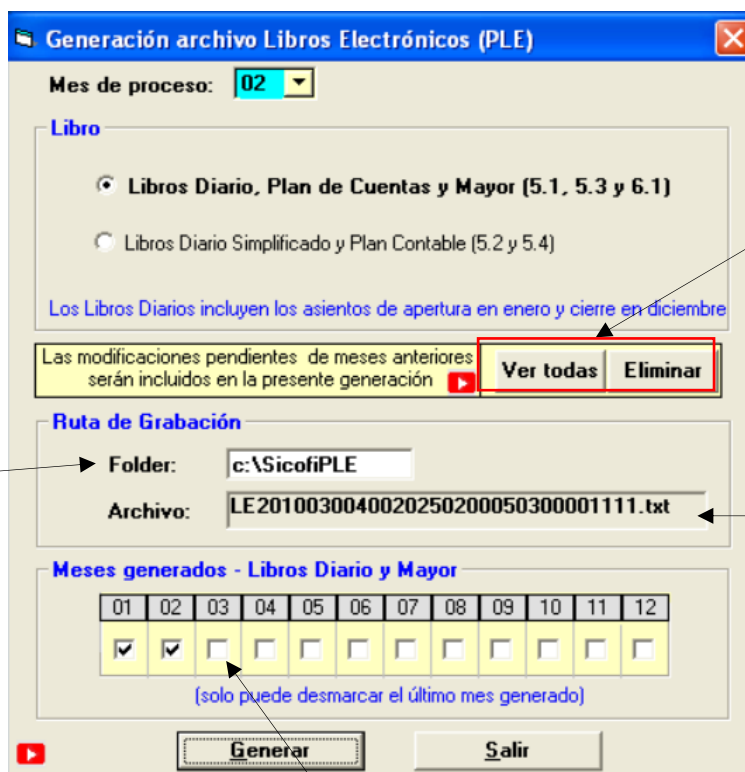 Generación archivo Libros Electrónicos (PLE)
Mes de proceso: 02
Libro
Libros Diario, Plan de Cuentas y Mayor (5.1, 5.3 y 6.1)
Libros Diario Simplificado y Plan Contable (5.2 y 5.4)
Los Libros Diarios incluyen los asientos de apertura en enero y cierre en diciembre
Las modificaciones pendientes de meses anteriores
serán incluidos en la presente generación
Ver todas Eliminar
Ruta de Grabación
Folder: c:\SicofiPLE
Archivo: LE2010030040020250200050300001111.txt
Meses generados - Libros Diario y Mayor
01 02 03 04 05 06 07 08 09 10 11 12
(solo puede desmarcar el último mes generado)
Generar Salir